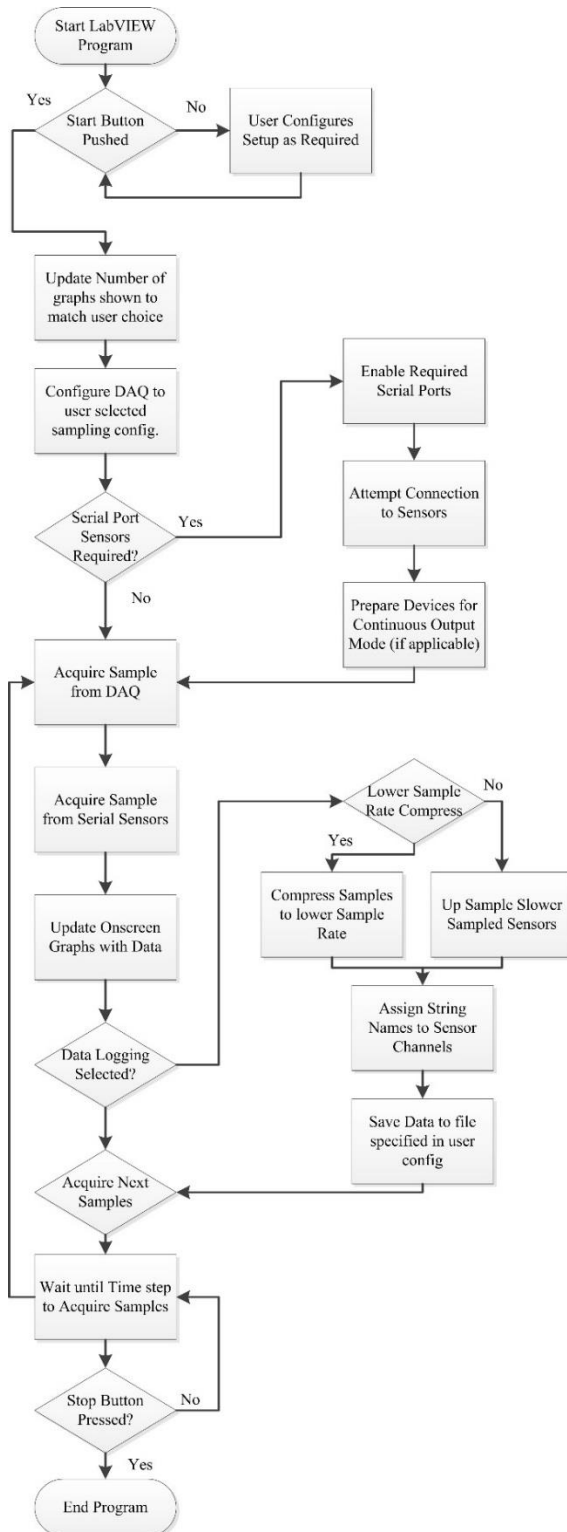 Start LabVIEW
Program
Yes
No
Start Button
Pushed
User Configures
Setup as Required
Update Number of
graphs shown to
match user choice
Configure DAQ to
user selected
sampling config.
Enable Required
Serial Ports
Attempt Connection
to Sensors
Serial Port
Sensors
Required?
Yes
No
Prepare Devices for
Continuous Output
Mode (if applicable)
Acquire Sample
from DAQ
Acquire Sample
from Serial Sensors
Lower Sample
Rate Compress
No
Yes
Compress Samples
to lower Sample
Rate
Up Sample Slower
Sampled Sensors
Update Onscreen
Graphs with Data
Assign String
Names to Sensor
Channels
Data Logging
Selected?
Save Data to file
specified in user
config
Acquire Next
Samples
Wait until Time step
to Acquire Samples
Stop Button
Pressed?
No
Yes
End Program